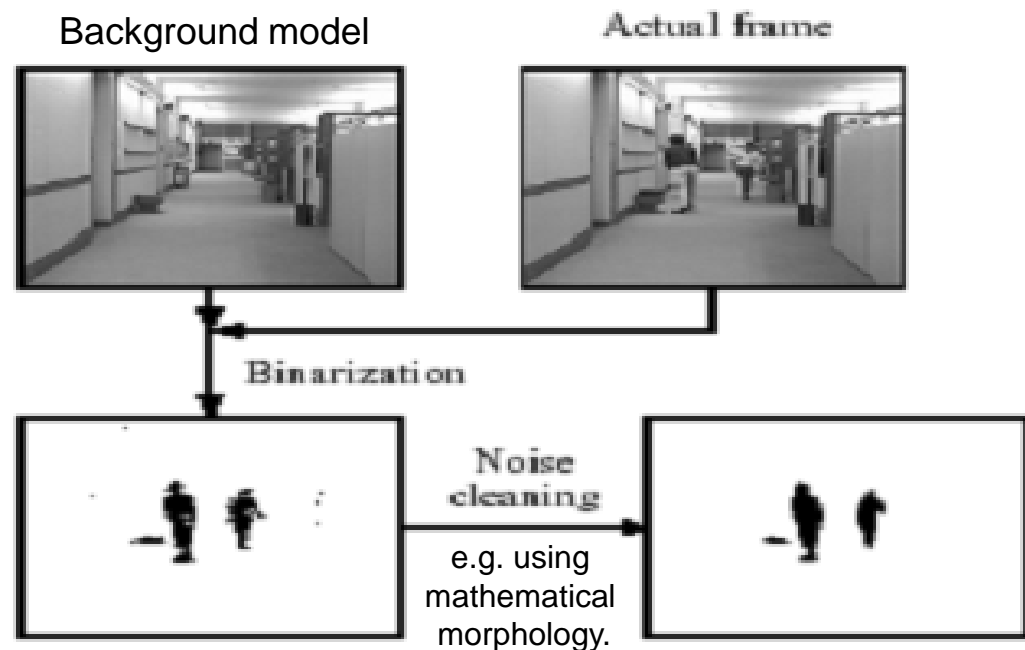 Background model
Actual frame
Binarization
Noise
cleaning
e.g. using
mathematical
morphology.